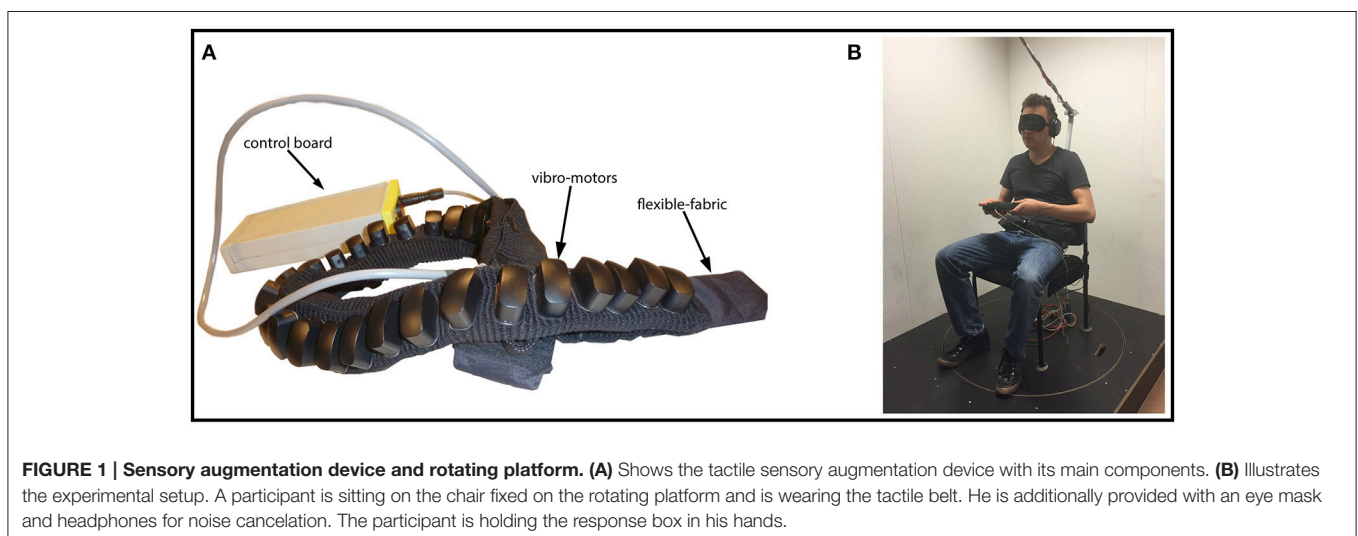 A
B
control board
vibro-motors
flexible-fabric
FIGURE 1 | Sensory augmentation device and rotating platform. (A) Shows the tactile sensory augmentation device with its main components. (B) Illustrates
the experimental setup. A participant is sitting on the chair fixed on the rotating platform and is wearing the tactile belt. He is additionally provided with an eye mask
and headphones for noise cancelation. The participant is holding the response box in his hands.